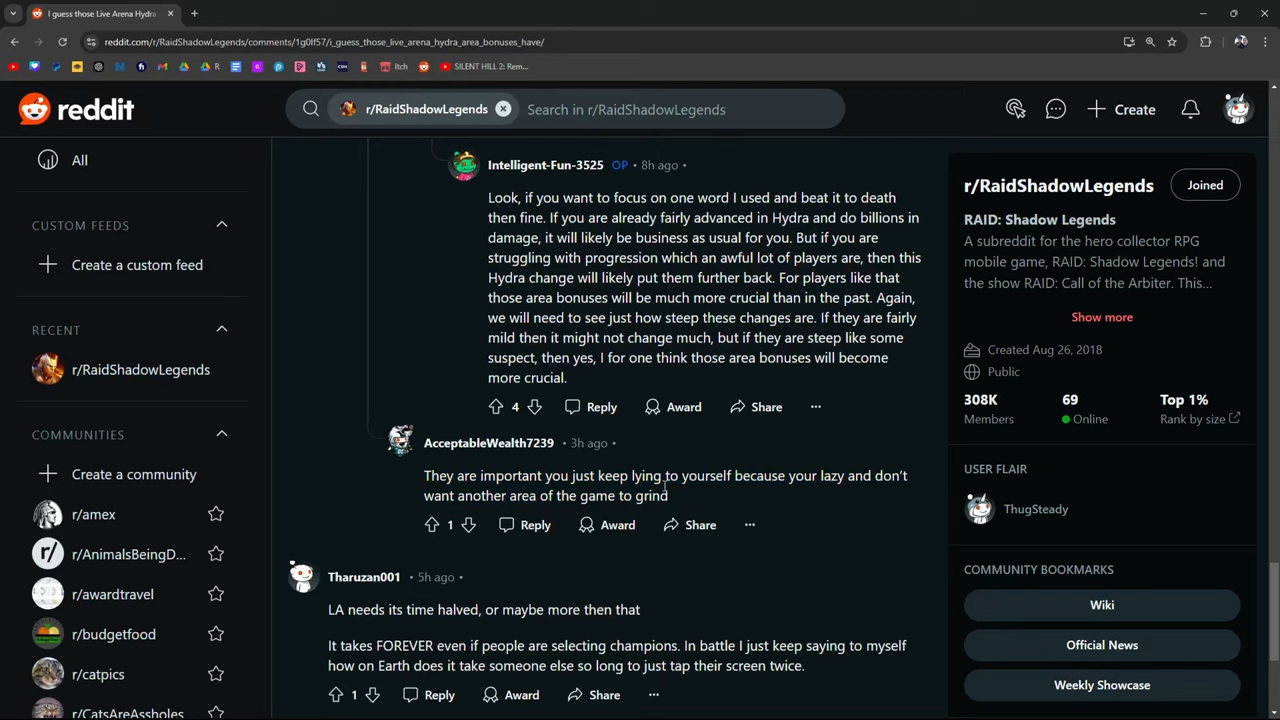 I guess those Live Arena Hydra
reddit.com/r/RaidShadowLegends/comments/1g0lf57/i_guess_those_live_arena_hydra_area_bonuses_have/
R
Itch
SILENT HILL 2: Rem...
reddit
r/RaidShadowLegends
Search in r/RaidShadowLegends
Create
All
CUSTOM FEEDS
Create a custom feed
RECENT
r/RaidShadowLegends
COMMUNITIES
Create a community
r/amex
r/AnimalsBeingD...
r/awardtravel
r/budgetfood
r/catpics
r/CatsAreAssholes
Intelligent-Fun-3525 OP • 8h ago •
Look, if you want to focus on one word I used and beat it to death
then fine. If you are already fairly advanced in Hydra and do billions in
damage, it will likely be business as usual for you. But if you are
struggling with progression which an awful lot of players are, then this
Hydra change will likely put them further back. For players like that
those area bonuses will be much more crucial than in the past. Again,
we will need to see just how steep these changes are. If they are fairly
mild then it might not change much, but if they are steep like some
suspect, then yes, I for one think those area bonuses will become
more crucial.
4 Reply Award Share
AcceptableWealth7239 • 3h ago •
They are important you just keep lying to yourself because your lazy and don't
want another area of the game to grind
1 Reply Award Share
Tharuzan001 • 5h ago •
LA needs its time halved, or maybe more then that
It takes FOREVER even if people are selecting champions. In battle I just keep saying to myself
how on Earth does it take someone else so long to just tap their screen twice.
1 Reply Award Share
r/RaidShadowLegends Joined
RAID: Shadow Legends
A subreddit for the hero collector RPG
mobile game, RAID: Shadow Legends! and
the show RAID: Call of the Arbiter. This...
Show more
Created Aug 26, 2018
Public
308K 69 Top 1%
Members Online Rank by size
USER FLAIR
ThugSteady
COMMUNITY BOOKMARKS
Wiki
Official News
Weekly Showcase